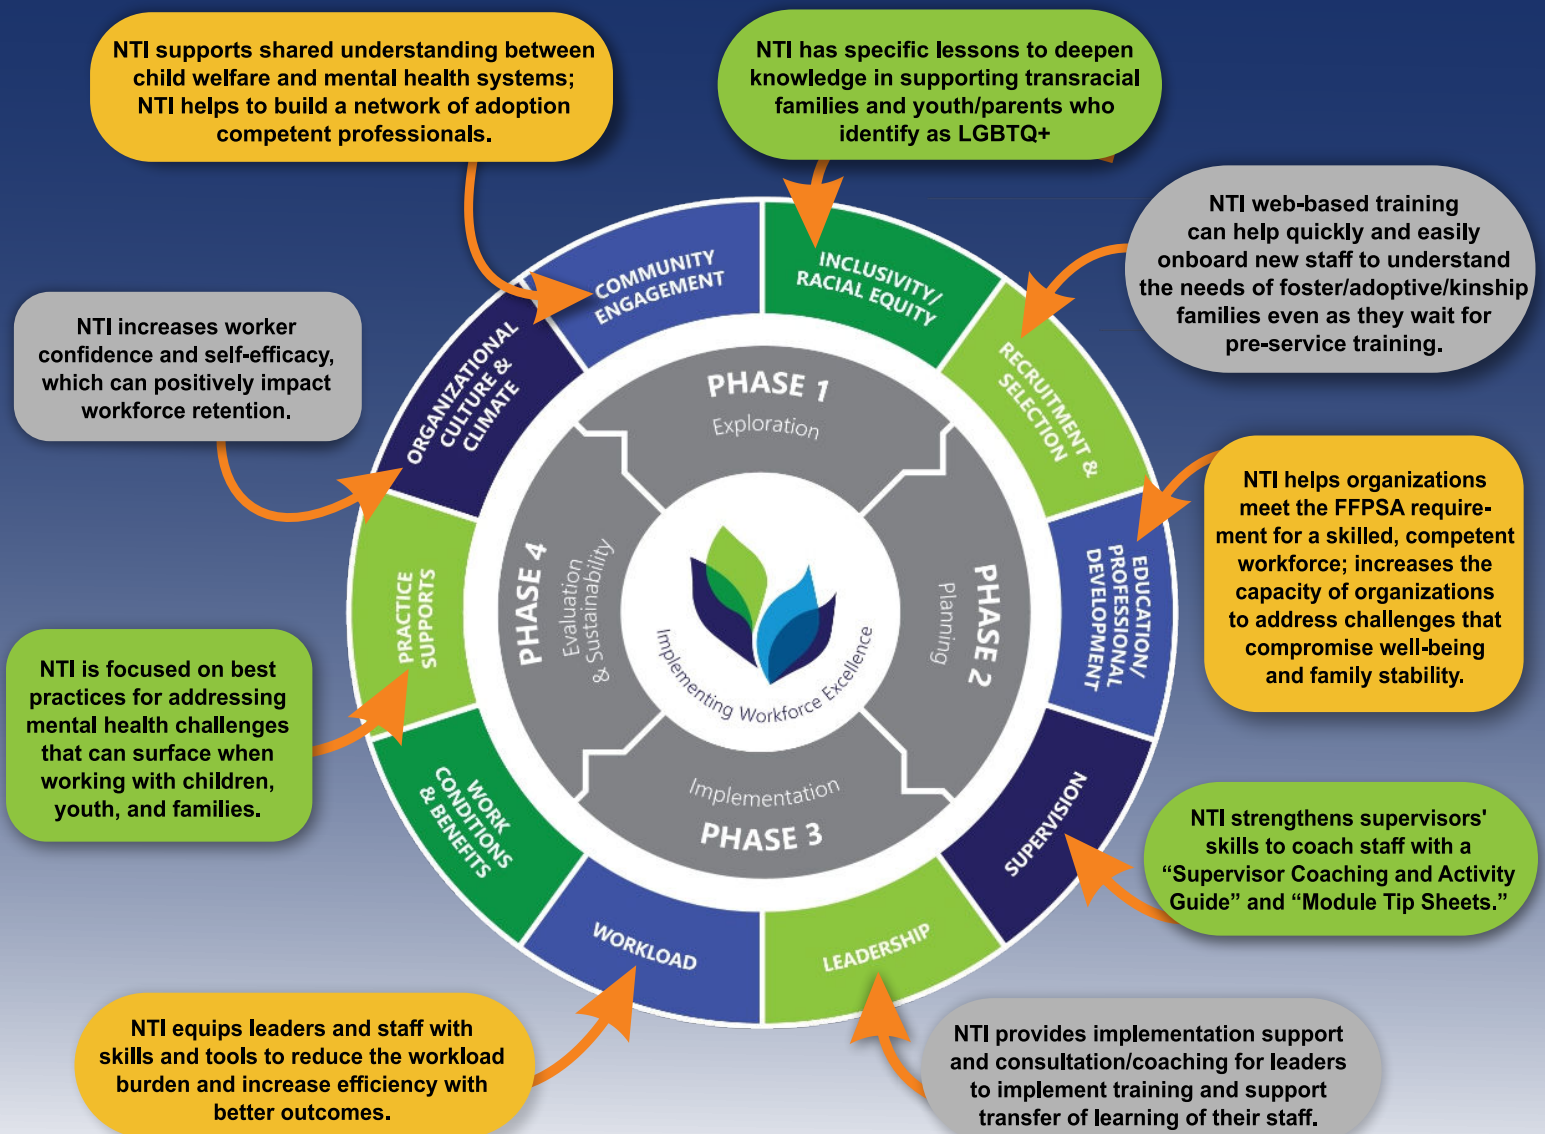 NTI supports shared understanding between
child welfare and mental health systems;
NTI helps to build a network of adoption
competent professionals.
NTI has specific lessons to deepen
knowledge in supporting transracial
families and youth/parents who
identify as LGBTQ+
NTI web-based training
can help quickly and easily
onboard new staff to understand
the needs of foster/adoptive/kinship
families even as they wait for
pre-service training.
NTI increases worker
confidence and self-efficacy,
which can positively impact
workforce retention.
NTI helps organizations
meet the FFPSA require-
ment for a skilled, competent
workforce; increases the
capacity of organizations
to address challenges that
compromise well-being
and family stability.
NTI is focused on best
practices for addressing
mental health challenges
that can surface when
working with children,
youth, and families.
NTI strengthens supervisors'
skills to coach staff with a
“Supervisor Coaching and Activity
Guide” and “Module Tip Sheets.”
NTI equips leaders and staff with
skills and tools to reduce the workload
burden and increase efficiency with
better outcomes.
NTI provides implementation support
and consultation/coaching for leaders
to implement training and support
transfer of learning of their staff.
COMMUNITY
ENGAGEMENT
INCLUSIVITY/
RACIAL EQUITY
RECRUITMENT &
SELECTION
EDUCATION/
PROFESSIONAL
DEVELOPMENT
SUPERVISION
LEADERSHIP
WORKLOAD
WORK
CONDITIONS
& BENEFITS
PRACTICE
SUPPORTS
ORGANIZATIONAL
CULTURE &
CLIMATE
PHASE 1
Exploration
PHASE 2
Planning
Implementation
PHASE 3
PHASE 4
Evaluation
& Sustainability
Implementing Workforce Excellence